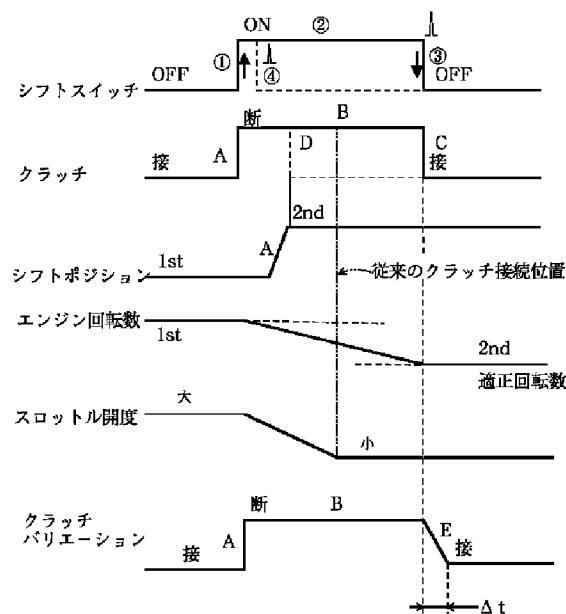 ON
②
①
③
OFF
④
OFF
シフトスイッチ
断
B
接
A
D
C
接
クラッチ
2nd
A
1st
シフトポジション
従来のクラッチ接続位置
エンジン回転数
1st
2nd
適正回転数
大
スロットル開度
小
断
B
クラッチ
バリエーション
A
E
接
接
Δt